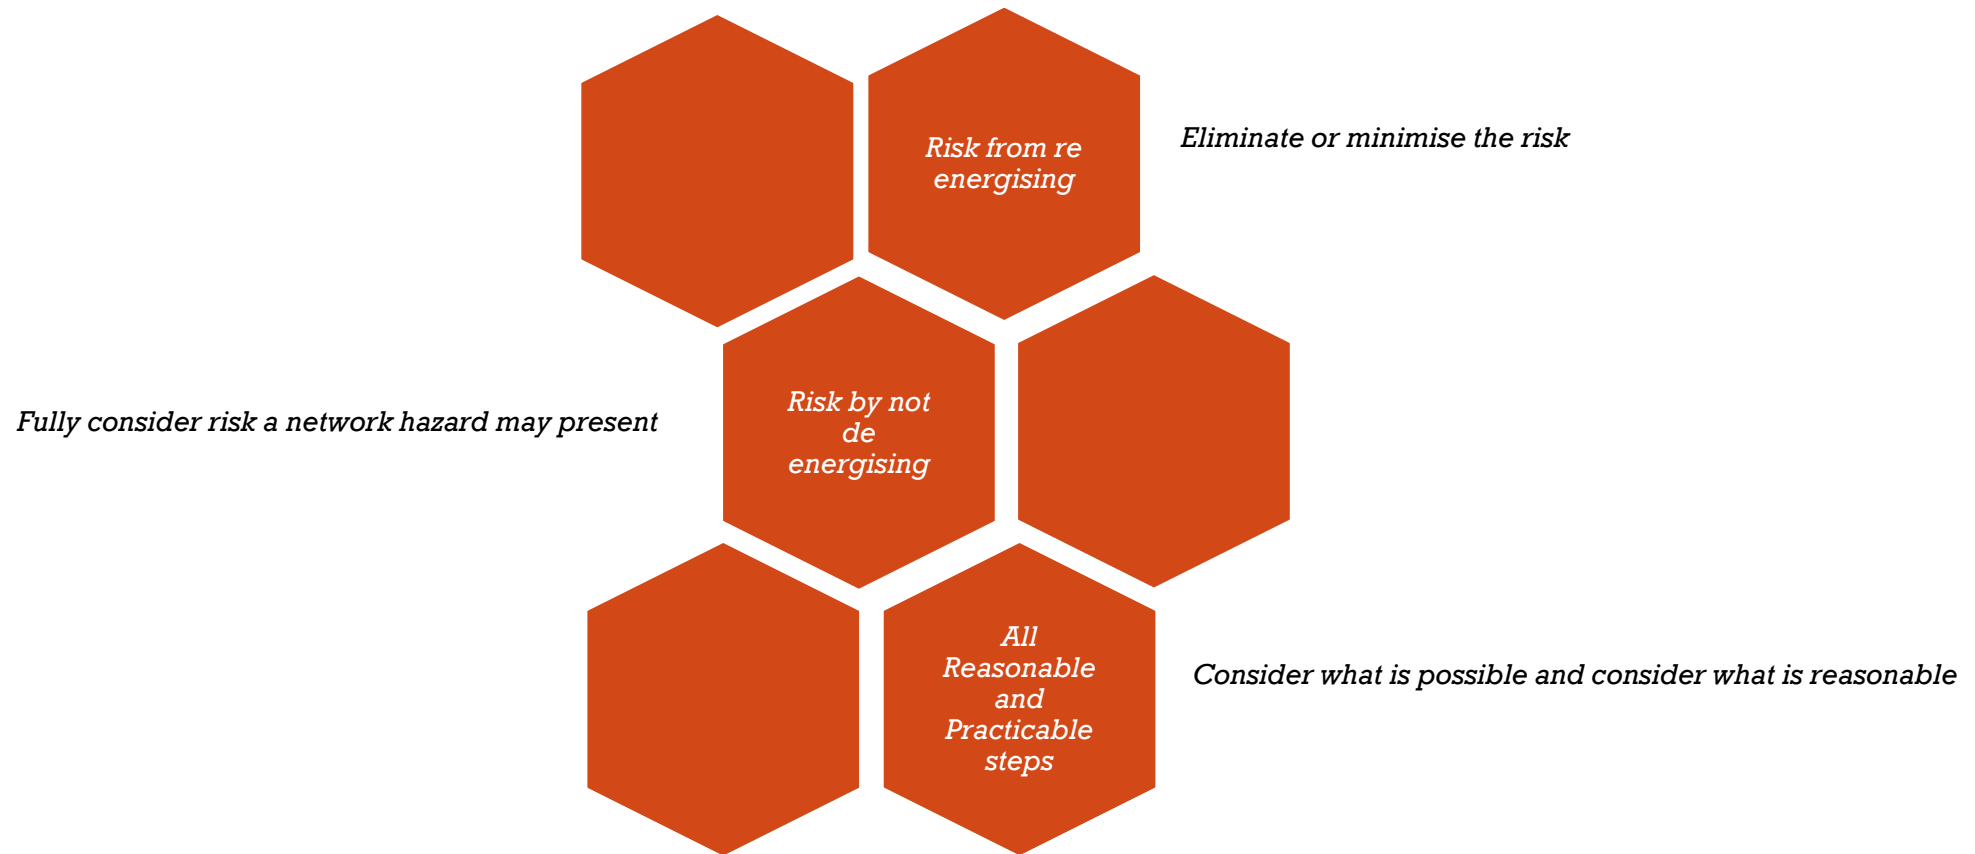 Risk from re
energising
Eliminate or minimise the risk
Fully consider risk a network hazard may present
Risk by not
de
energising
All
Reasonable
and
Practicable
steps
Consider what is possible and consider what is reasonable